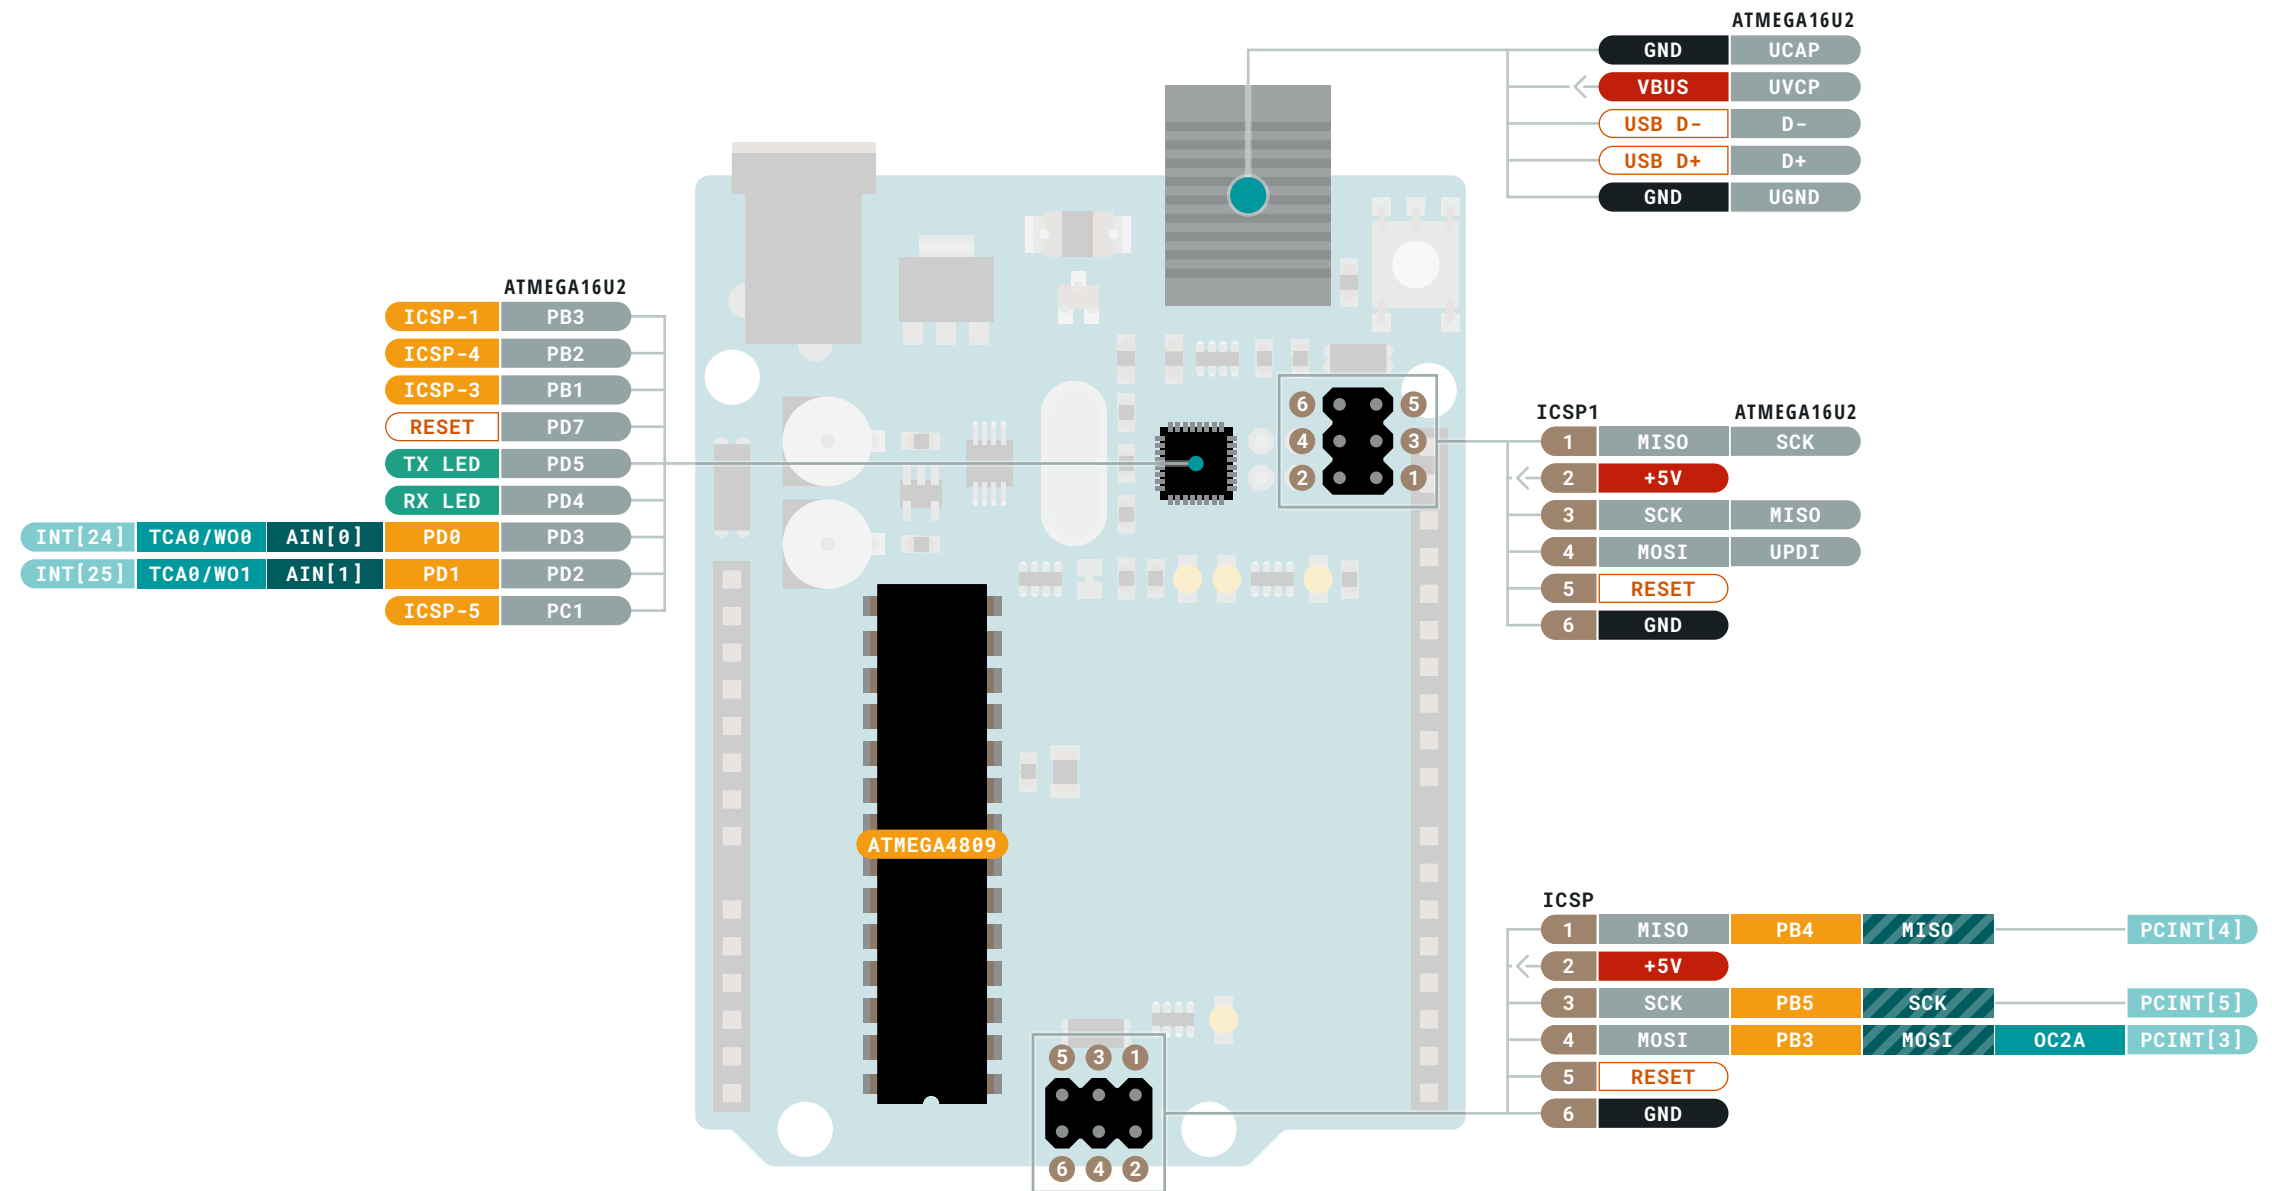 ATMEGA16U2
GND UCAP
VBUS UVCP
USB D- D-
USB D+ D+
GND UGND
ATMEGA16U2
ICSP-1 PB3
ICSP-4 PB2
ICSP-3 PB1
RESET PD7
TX LED PD5
RX LED PD4
INT[24] TCA0/WO0 AIN[0] PD0 PD3
INT[25] TCA0/WO1 AIN[1] PD1 PD2
ICSP-5 PC1
6 5
4 3
2 1
ICSP1 ATMEGA16U2
1 MISO SCK
2 +5V
3 SCK MISO
4 MOSI UPDI
5 RESET
6 GND
ATMEGA4809
ICSP
1 MISO PB4 MISO PCINT[4]
2 +5V
3 SCK PB5 SCK PCINT[5]
4 MOSI PB3 MOSI OC2A PCINT[3]
5 RESET
6 GND
5 3 1
6 4 2